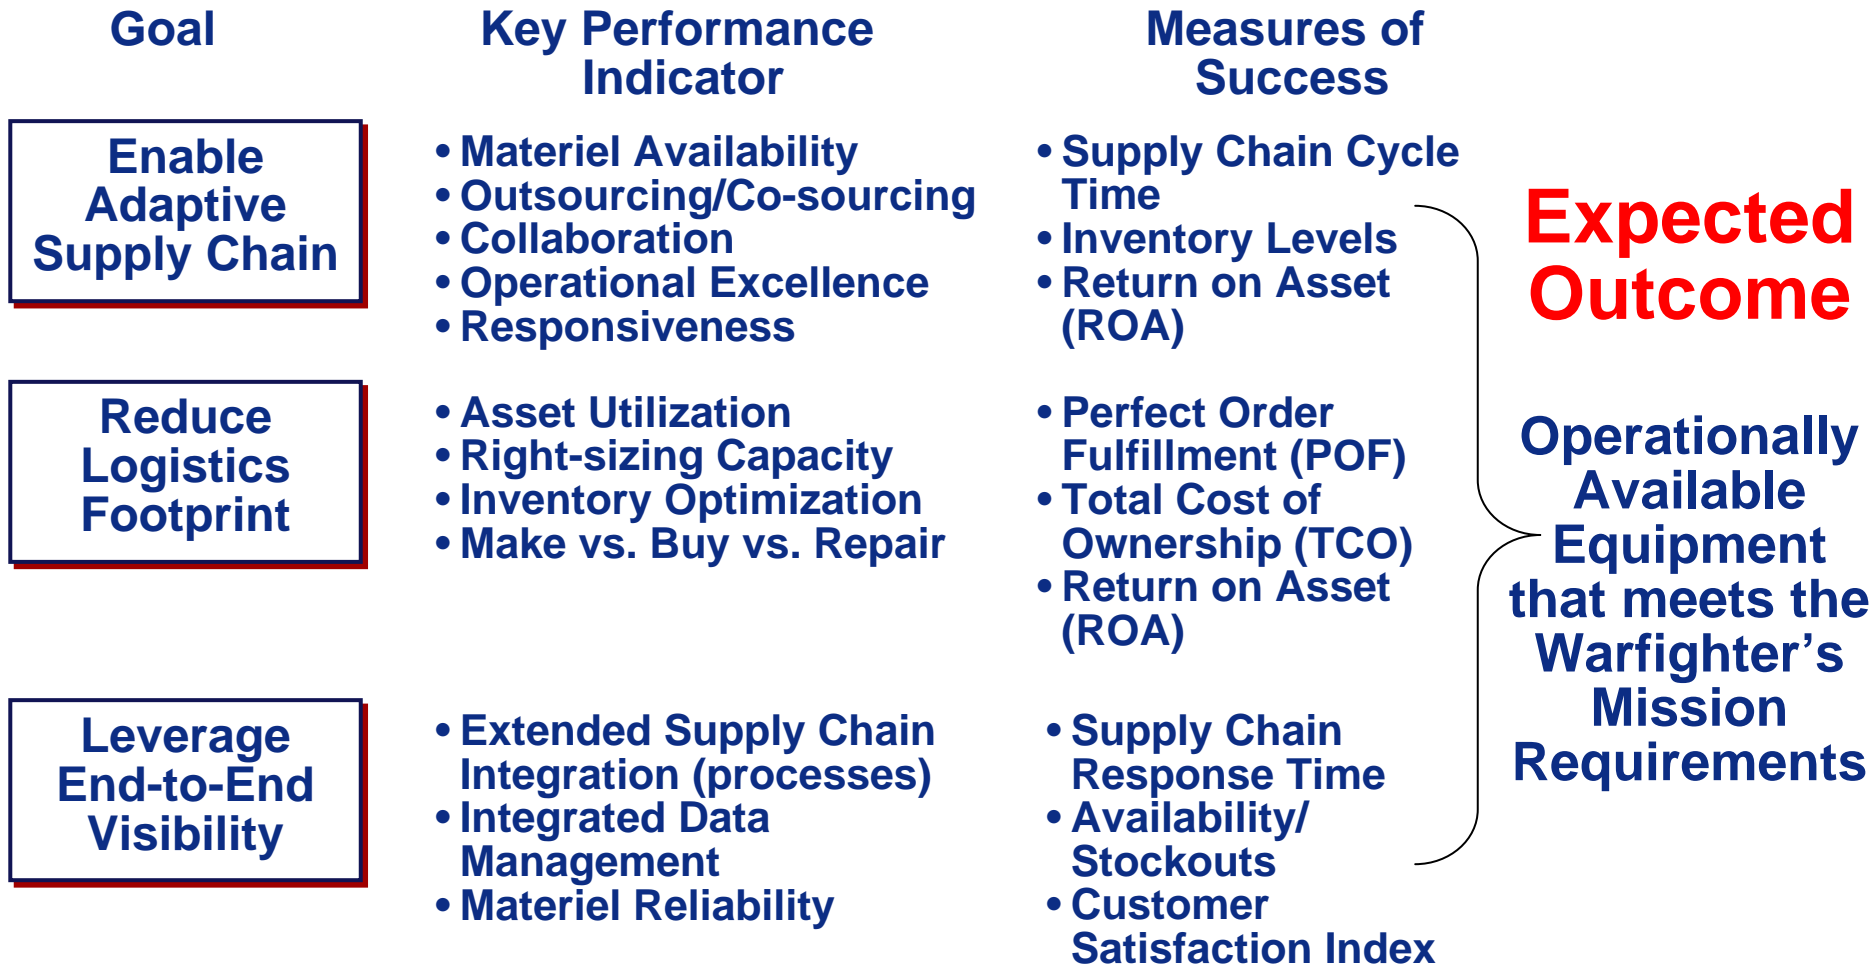 Goal
Key Performance
Indicator
Measures of
Success
Enable
Adaptive
Supply Chain
• Materiel Availability
• Outsourcing/Co-sourcing
• Collaboration
• Operational Excellence
• Responsiveness
• Supply Chain Cycle
Time
• Inventory Levels
• Return on Asset
(ROA)
Reduce
Logistics
Footprint
• Asset Utilization
• Right-sizing Capacity
• Inventory Optimization
• Make vs. Buy vs. Repair
• Perfect Order
Fulfillment (POF)
• Total Cost of
Ownership (TCO)
• Return on Asset
(ROA)
Leverage
End-to-End
Visibility
• Extended Supply Chain
Integration (processes)
• Integrated Data
Management
• Materiel Reliability
• Supply Chain
Response Time
• Availability/
Stockouts
• Customer
Satisfaction Index
Expected
Outcome
Operationally
Available
Equipment
that meets the
Warfighter’s
Mission
Requirements